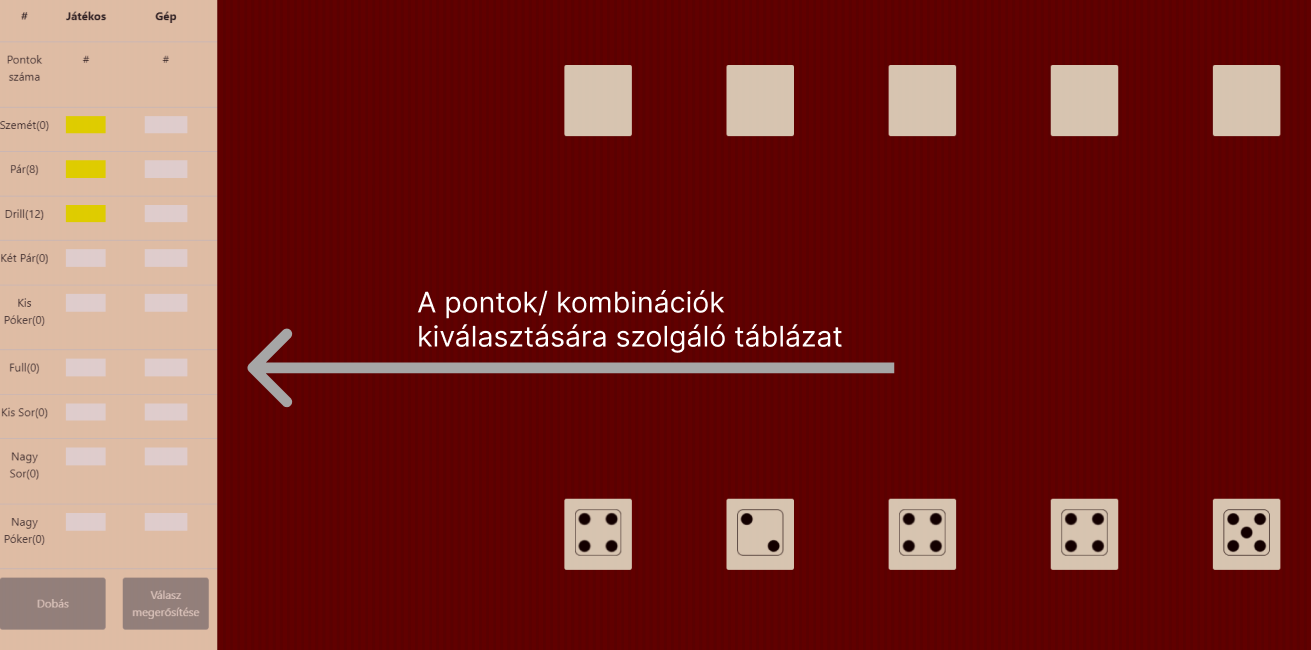 # Játékos Gép
Pontok # #
száma
Szemét(0)
Pár(8)
Drill(12)
Két Pár(0)
Kis
Póker(0)
Full(0)
Kis Sor(0)
Nagy
Sor(0)
Nagy
Póker(0)
Dobás
Válasz
megerősítése
A pontok/ kombinációk
kiválasztására szolgáló táblázat